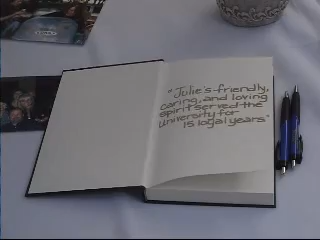 "Julie's friendly,
caring, and loving
spirit served the
university for
15 loyal years"